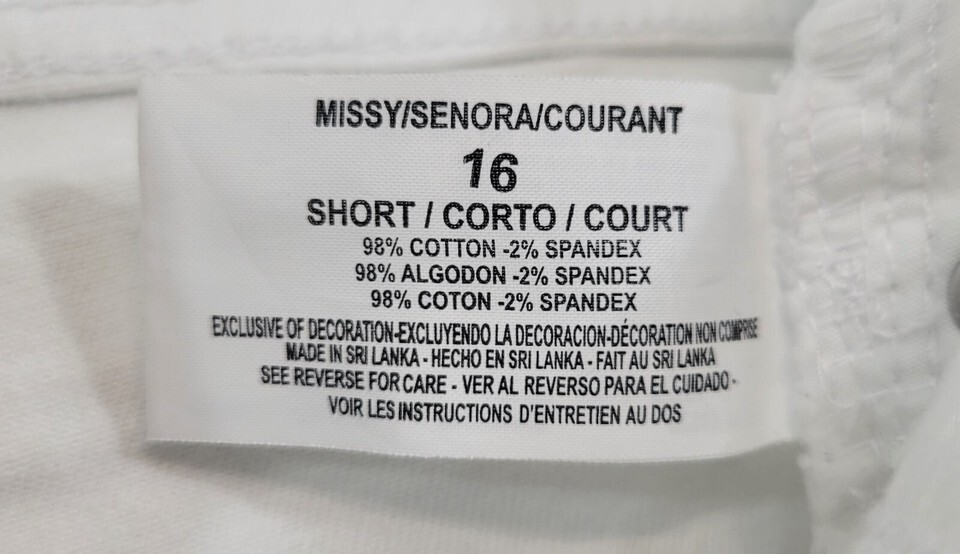 MISSY/SENORA/COURANT
16
SHORT / CORTO / COURT
98% COTTON -2% SPANDEX
98% ALGODON -2% SPANDEX
98% COTON -2% SPANDEX
EXCLUSIVE OF DECORATION-EXCLUYENDO LA DECORACION-DÉCORATION NON COMPRISE
MADE IN SRI LANKA - HECHO EN SRI LANKA - FAIT AU SRI LANKA
SEE REVERSE FOR CARE - VER AL REVERSO PARA EL CUIDADO -
VOIR LES INSTRUCTIONS D'ENTRETIEN AU DOS